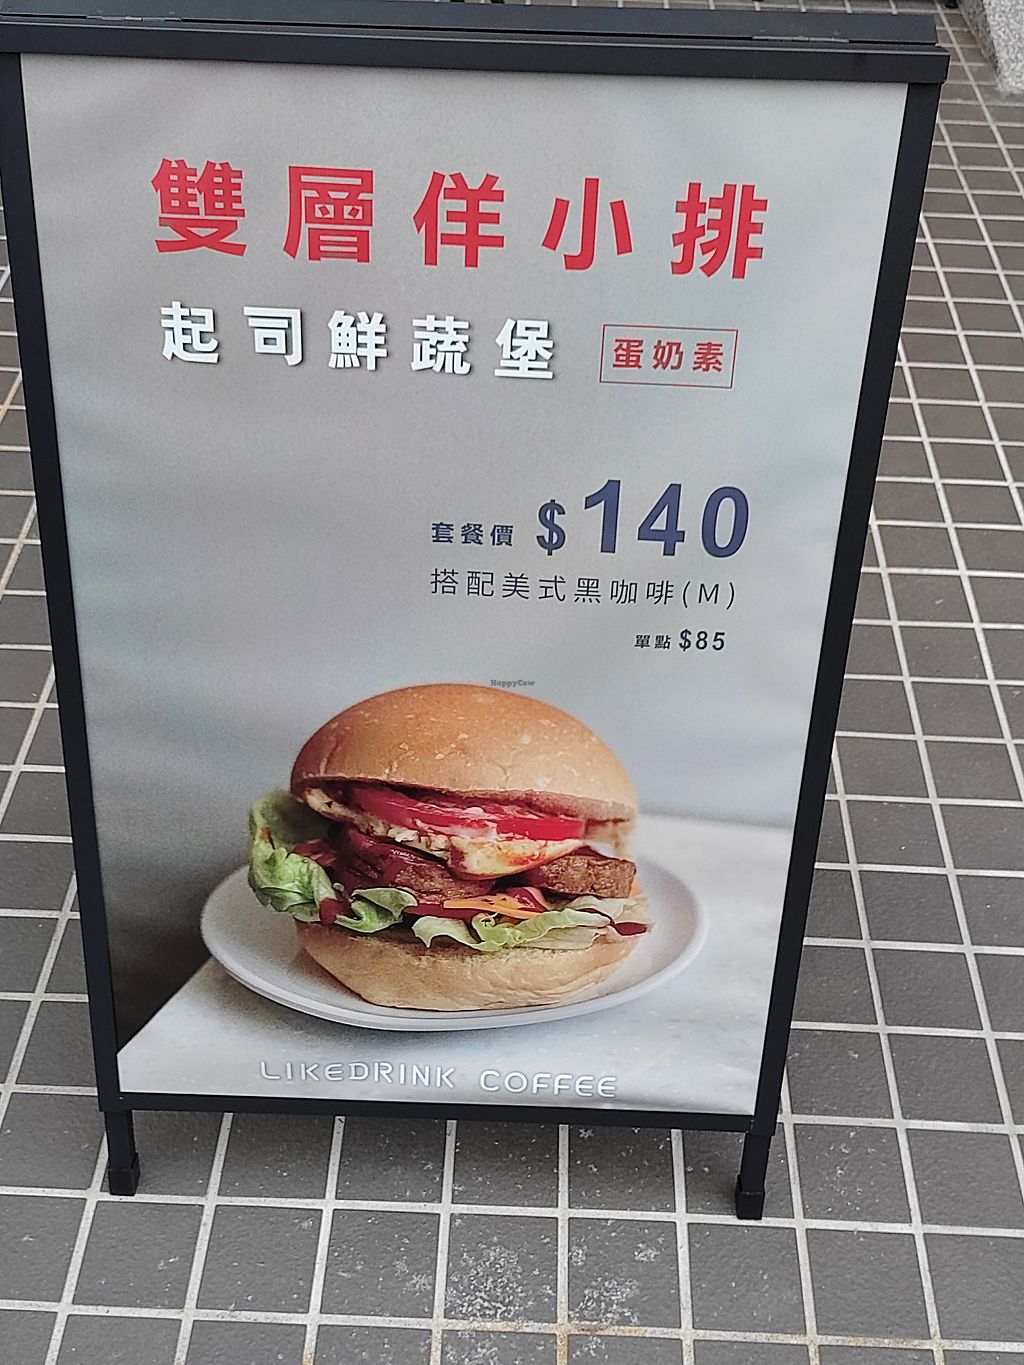 雙層佯小排
起司鮮蔬堡 蛋奶素
套餐價 $140
搭配美式黑咖啡(M)
單點 $85
HappyCow
LIKEDRINK COFFEE